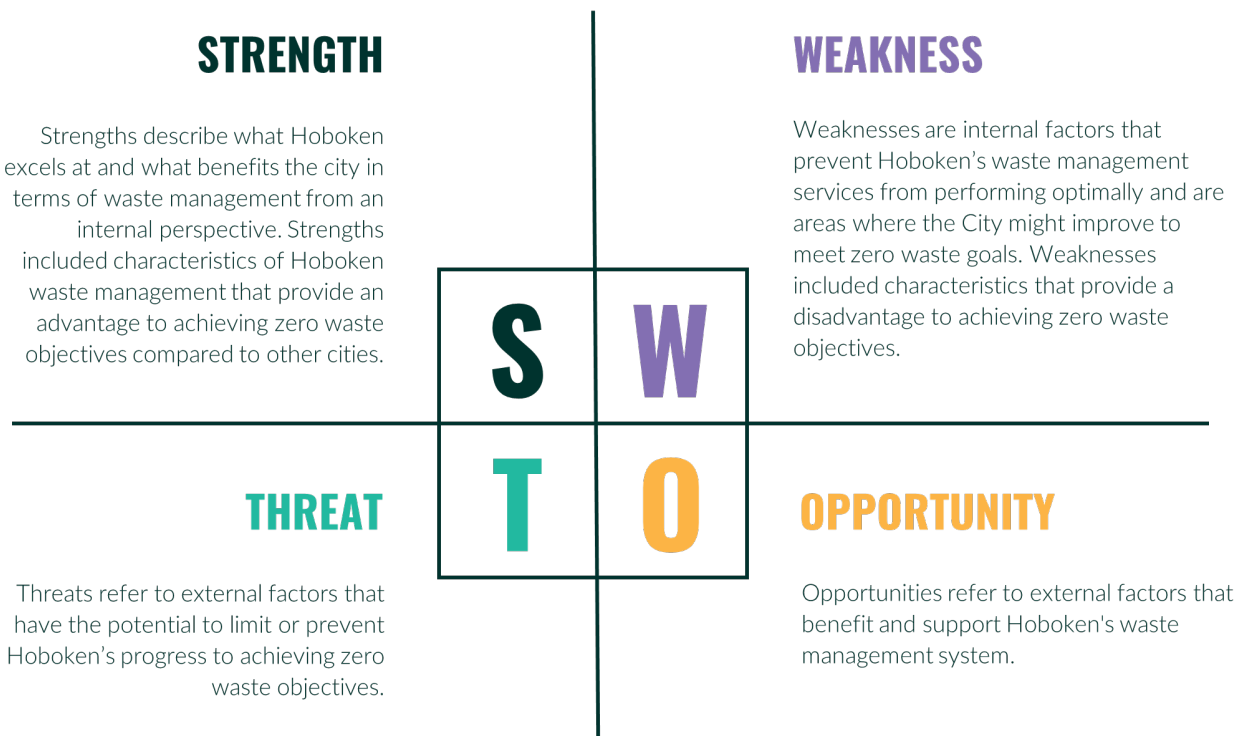 STRENGTH
Strengths describe what Hoboken
excels at and what benefits the city in
terms of waste management from an
internal perspective. Strengths
included characteristics of Hoboken
waste management that provide an
advantage to achieving zero waste
objectives compared to other cities.
WEAKNESS
Weaknesses are internal factors that
prevent Hoboken’s waste management
services from performing optimally and are
areas where the City might improve to
meet zero waste goals. Weaknesses
included characteristics that provide a
disadvantage to achieving zero waste
objectives.
S W
T O
THREAT
Threats refer to external factors that
have the potential to limit or prevent
Hoboken’s progress to achieving zero
waste objectives.
OPPORTUNITY
Opportunities refer to external factors that
benefit and support Hoboken's waste
management system.